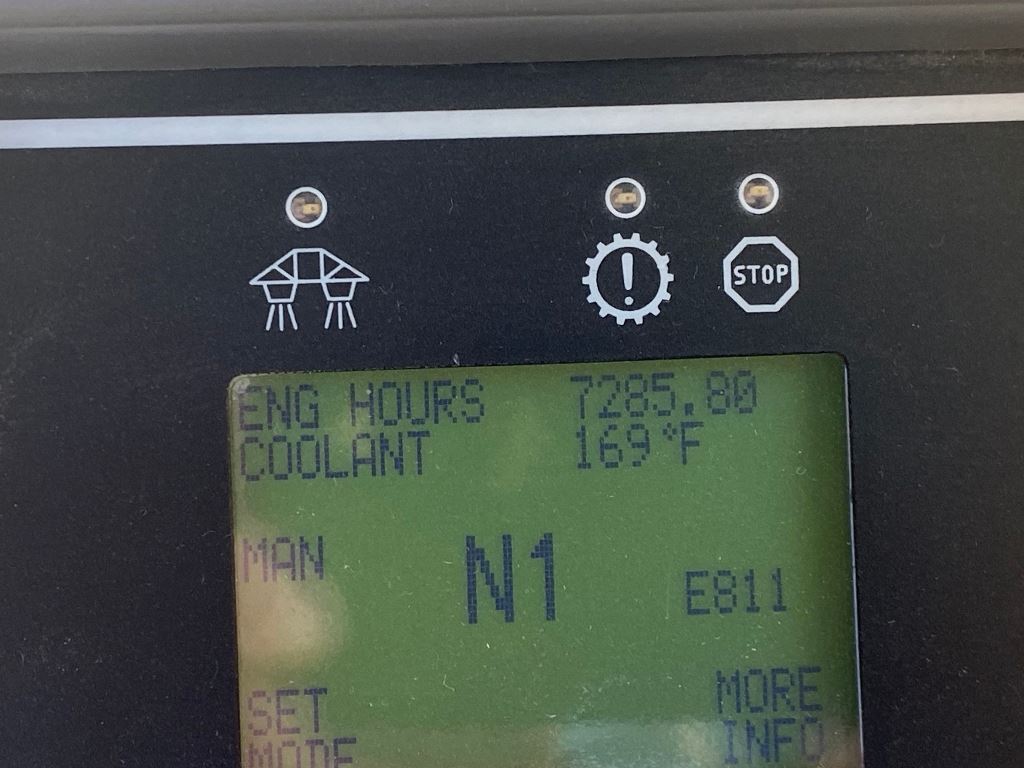 STOP
ENG HOURS 7285.80
COOLANT 169°F
MAN N1 E811
SET MORE
MODE INFO